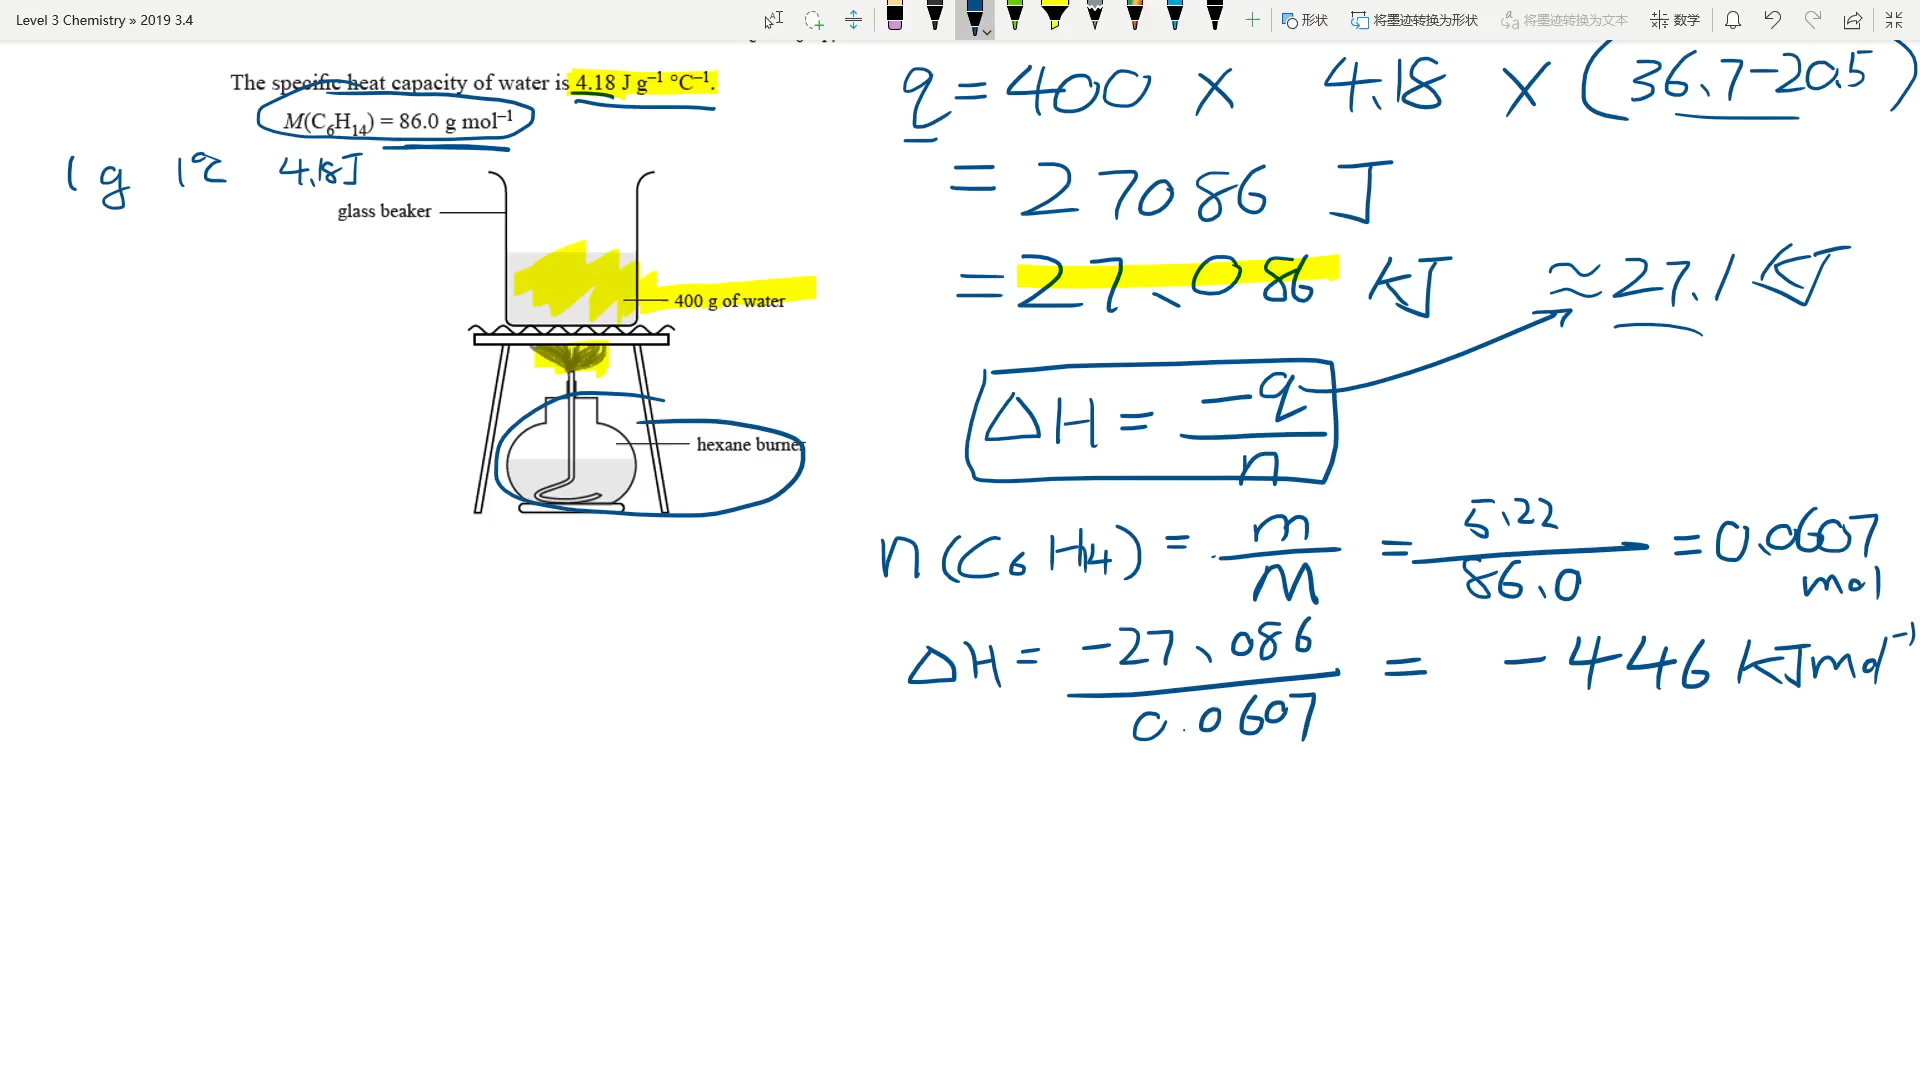 Level 3 Chemistry » 2019 3.4
形状
将墨迹转换为形状
将墨迹转换为文本
数学
The specific heat capacity of water is 4.18 J g⁻¹ °C⁻¹.
M(C₆H₁₄) = 86.0 g mol⁻¹
1 g 1℃ 4.18J
glass beaker
400 g of water
hexane burner
q = 400 × 4.18 × (36.7-20.5)
= 27086 J
= 27.086 kJ ≈ 27.1 kJ
ΔH = -q/n
n(C₆H₁₄) = m/M = 5.22/86.0 = 0.0607 mol
ΔH = -27.086/0.0607 = -446 kJmol⁻¹